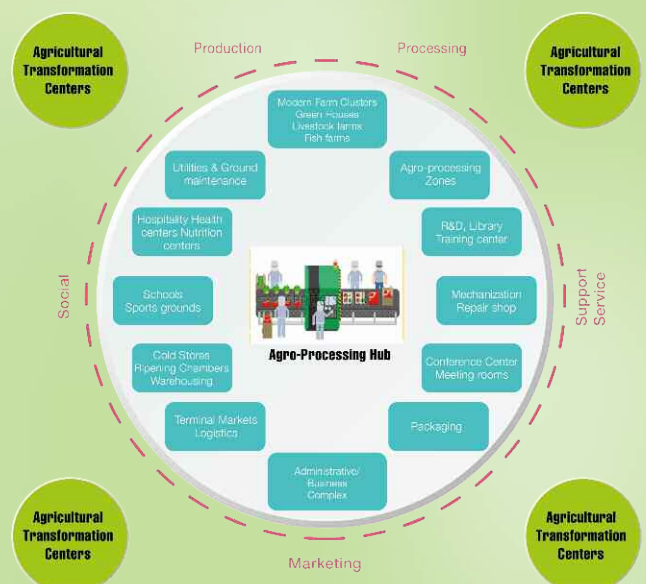 Agricultural
Transformation
Centers
Production
Processing
Agricultural
Transformation
Centers
Modern Farm Clusters
Green Houses
Livestock farms
Fish farms
Utilities & Ground
maintenance
Agro-processing
Zones
Hospitality Health
centers Nutrition
centers
R&D, Library
Training center
Social
Schools
Sports grounds
Mechanization
Repair shop
Support
Service
Agro-Processing Hub
Cold Stores
Ripening Chambers
Warehousing
Conference Center
Meeting rooms
Terminal Markets
Logistics
Packaging
Administrative/
Business
Complex
Agricultural
Transformation
Centers
Marketing
Agricultural
Transformation
Centers